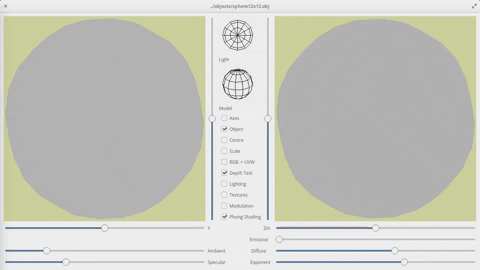 ../objects/sphere12x12.obj
Light
Model
Axes
Object
Centre
Scale
RGB -> UVW
Depth Test
Lighting
Textures
Modulation
Phong Shading
Y
Zm
Emissive
Ambient
Diffuse
Specular
Exponent